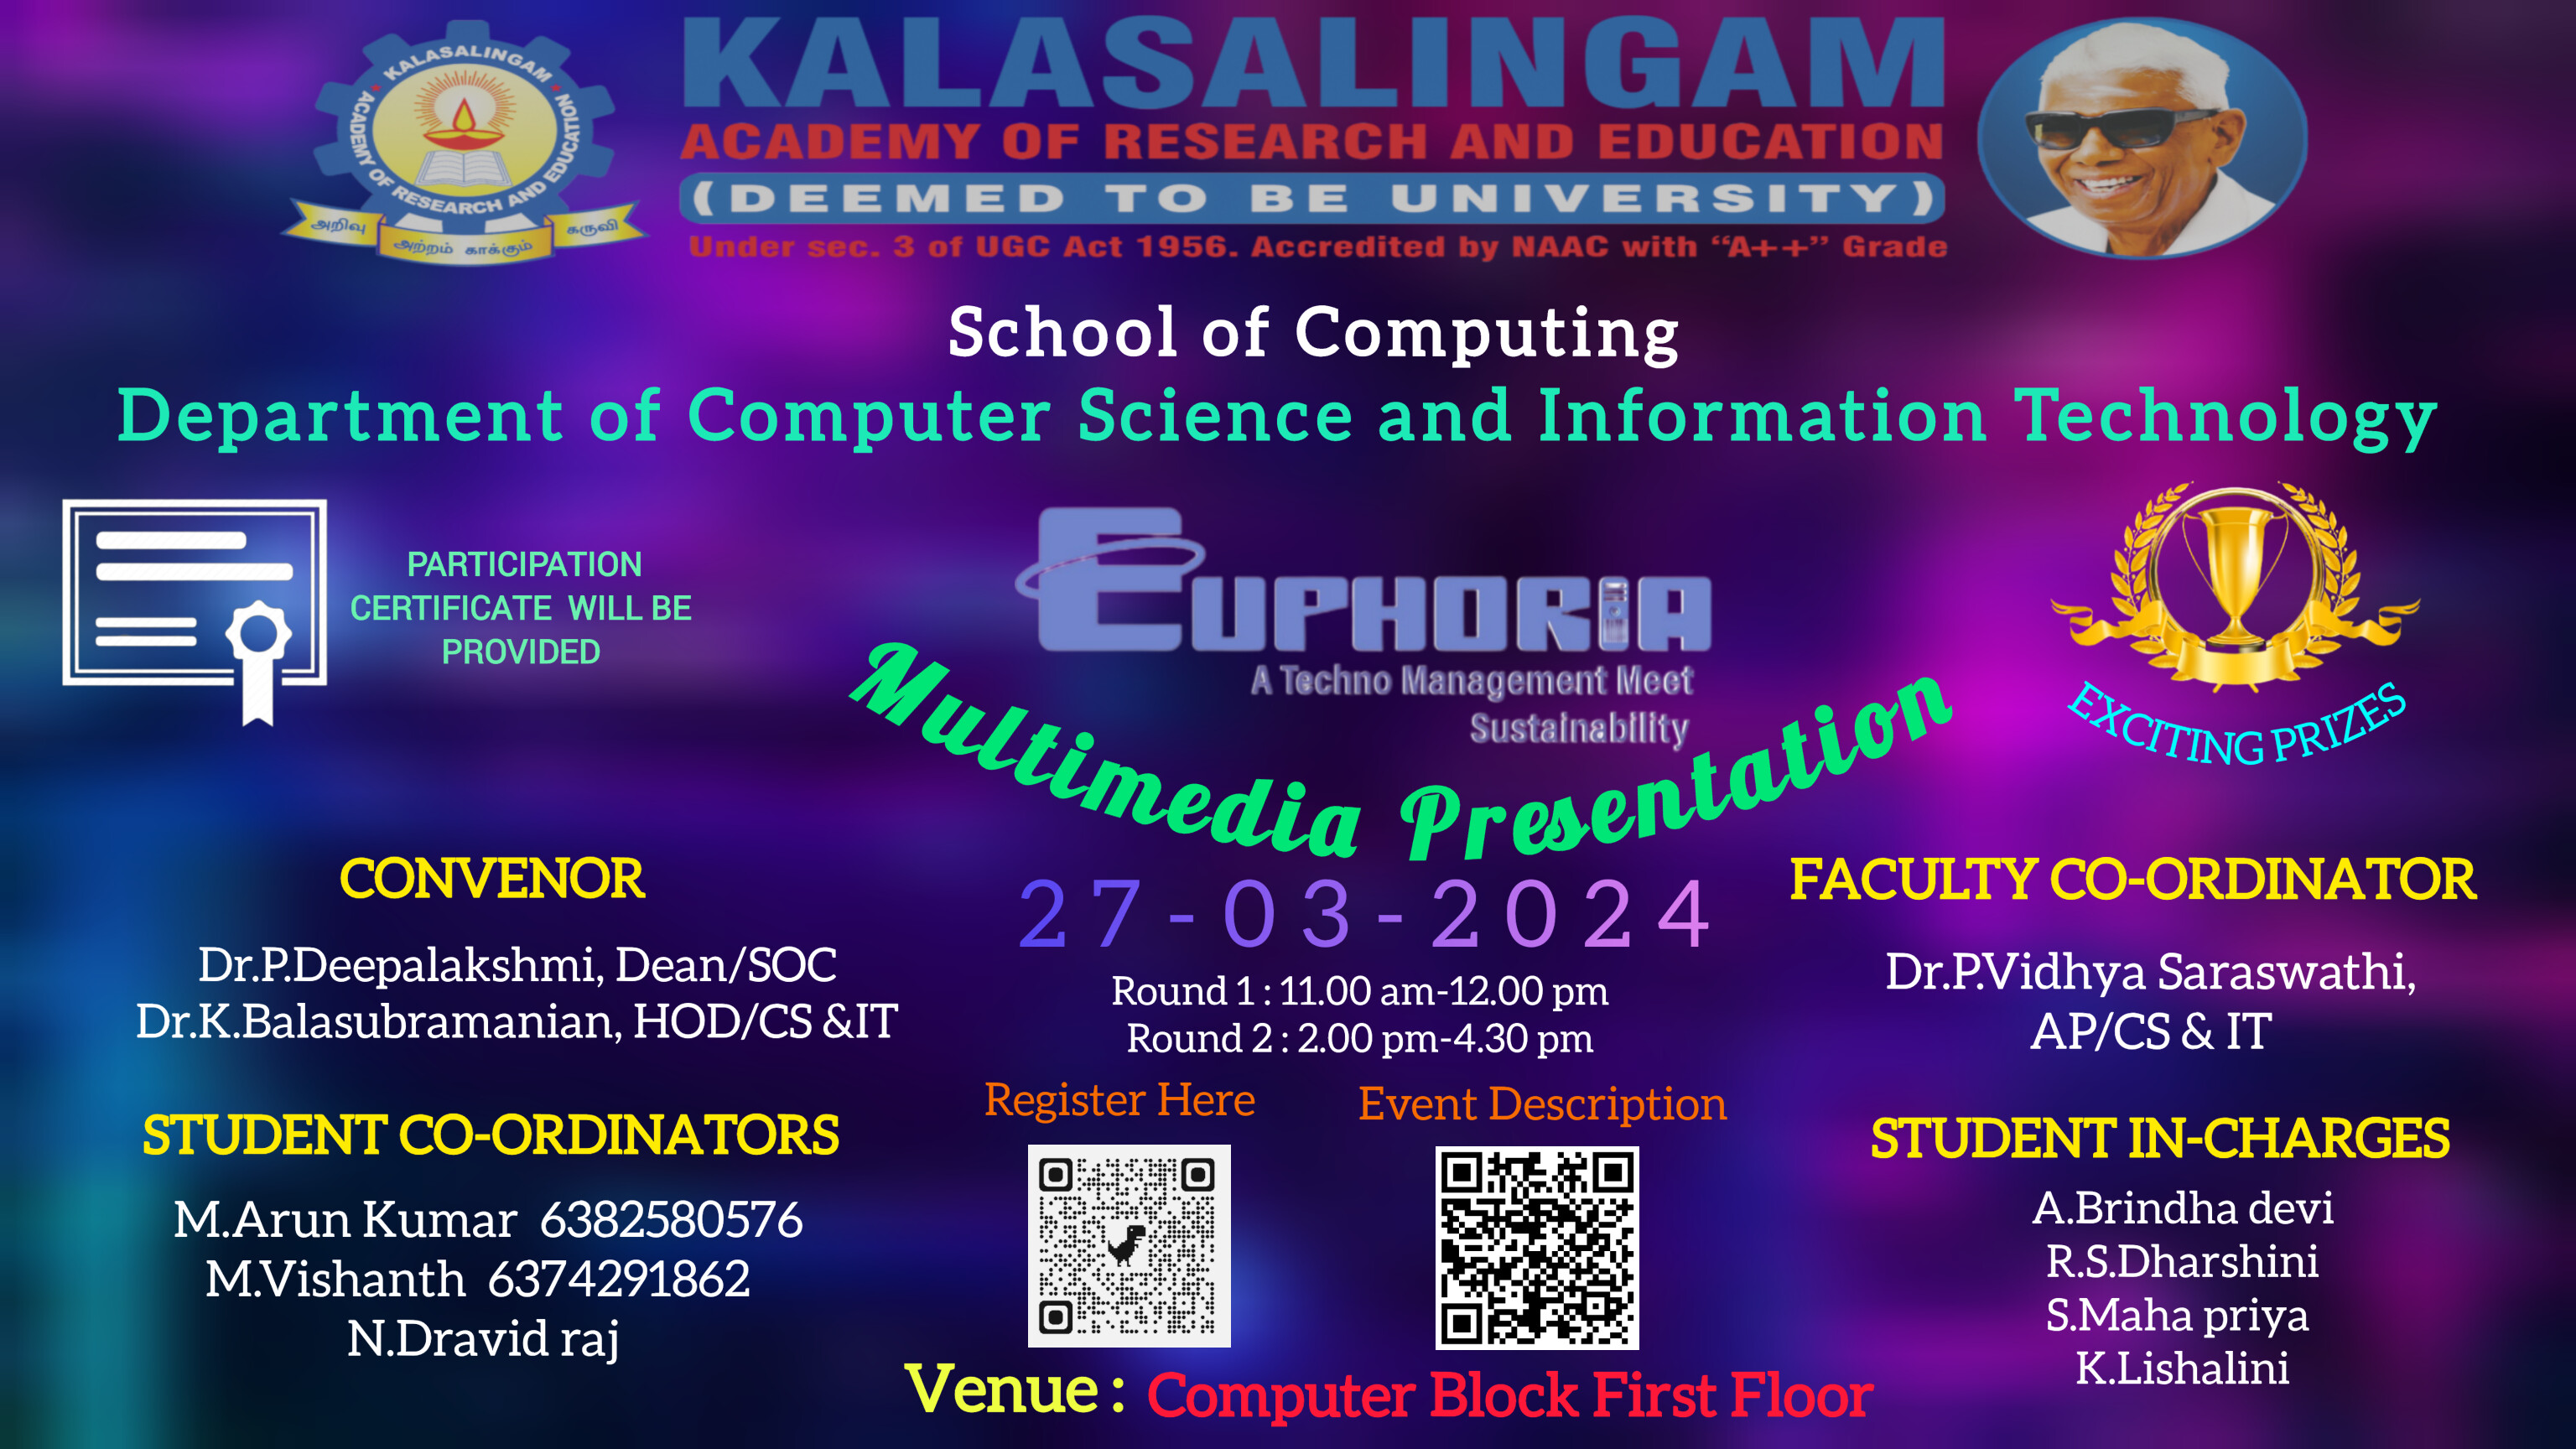 KALASALINGAM
ACADEMY OF RESEARCH AND EDUCATION
(DEEMED TO BE UNIVERSITY)
Under sec. 3 of UGC Act 1956. Accredited by NAAC with “A++” Grade
KALASALINGAM
ACADEMY OF RESEARCH AND EDUCATION
அறிவு
அற்றம் காக்கும்
கருவி
School of Computing
Department of Computer Science and Information Technology
PARTICIPATION
CERTIFICATE WILL BE
PROVIDED
EUPHORIA
A Techno Management Meet
Sustainability
Multimedia Presentation
EXCITING PRIZES
27-03-2024
Round 1 : 11.00 am-12.00 pm
Round 2 : 2.00 pm-4.30 pm
CONVENOR
Dr.P.Deepalakshmi, Dean/SOC
Dr.K.Balasubramanian, HOD/CS &IT
FACULTY CO-ORDINATOR
Dr.P.Vidhya Saraswathi,
AP/CS & IT
STUDENT CO-ORDINATORS
M.Arun Kumar 6382580576
M.Vishanth 6374291862
N.Dravid raj
Register Here
Event Description
STUDENT IN-CHARGES
A.Brindha devi
R.S.Dharshini
S.Maha priya
K.Lishalini
Venue : Computer Block First Floor